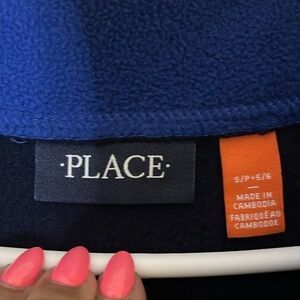 ·PLACE·
S/P•5/6
MADE IN
CAMBODIA
FABRIQUÉ AU
CAMBODGE